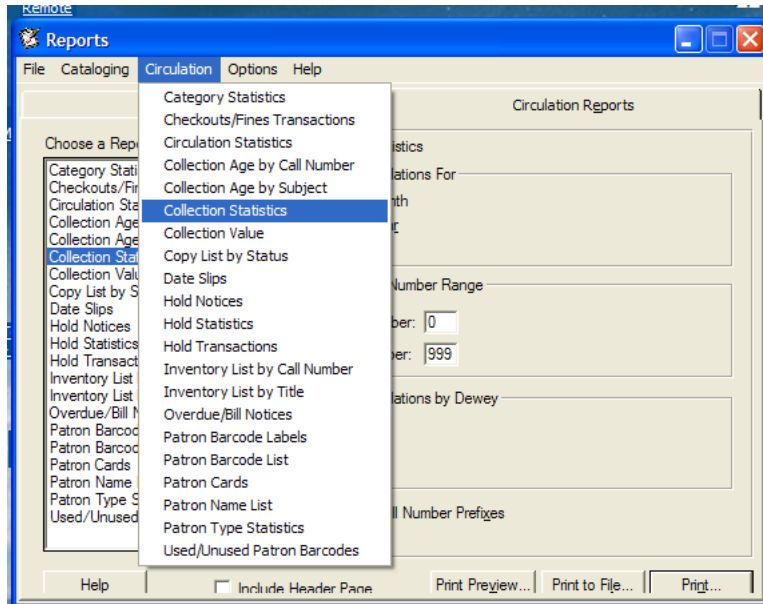 Remote
Reports
File Cataloging Circulation Options Help
Circulation Reports
Category Statistics
Checkouts/Fines Transactions
Circulation Statistics
Collection Age by Call Number
Collection Age by Subject
Collection Statistics
Collection Value
Copy List by Status
Date Slips
Hold Notices
Hold Statistics
Hold Transactions
Inventory List by Call Number
Inventory List by Title
Overdue/Bill Notices
Patron Barcode Labels
Patron Barcode List
Patron Cards
Patron Name List
Patron Type Statistics
Used/Unused Patron Barcodes
Choose a Repo
Category Stati
Checkouts/Fin
Circulation Sta
Collection Age
Collection Age
Collection Stat
Collection Valu
Copy List by S
Date Slips
Hold Notices
Hold Statistics
Hold Transact
Inventory List
Inventory List
Overdue/Bill N
Patron Barcod
Patron Barcod
Patron Cards
Patron Name
Patron Type S
Used/Unused
istics
lations For
nth
r
Number Range
ber: 0
ber: 999
lations by Dewey
ll Number Prefixes
Help
Include Header Page
Print Preview...
Print to File...
Print...